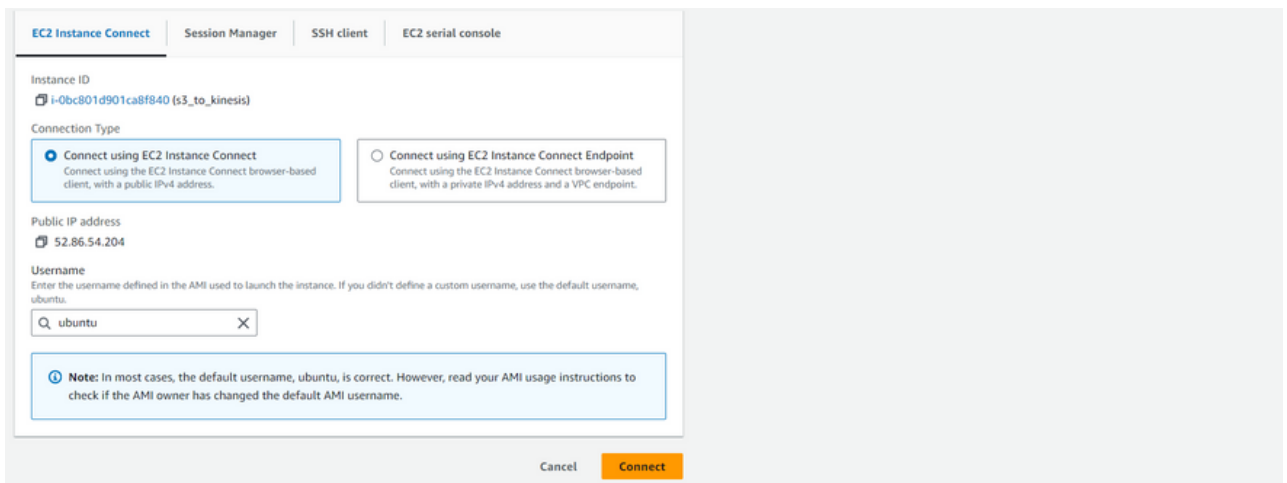 EC2 Instance Connect Session Manager SSH client EC2 serial console
Instance ID
i-0bc801d901ca8f840 (s3_to_kinesis)
Connection Type
Connect using EC2 Instance Connect
Connect using the EC2 Instance Connect browser-based
client, with a public IPv4 address.
Connect using EC2 Instance Connect Endpoint
Connect using the EC2 Instance Connect browser-based
client, with a private IPv4 address and a VPC endpoint.
Public IP address
52.86.54.204
Username
Enter the username defined in the AMI used to launch the instance. If you didn't define a custom username, use the default username,
ubuntu.
ubuntu
Note: In most cases, the default username, ubuntu, is correct. However, read your AMI usage instructions to
check if the AMI owner has changed the default AMI username.
Cancel Connect